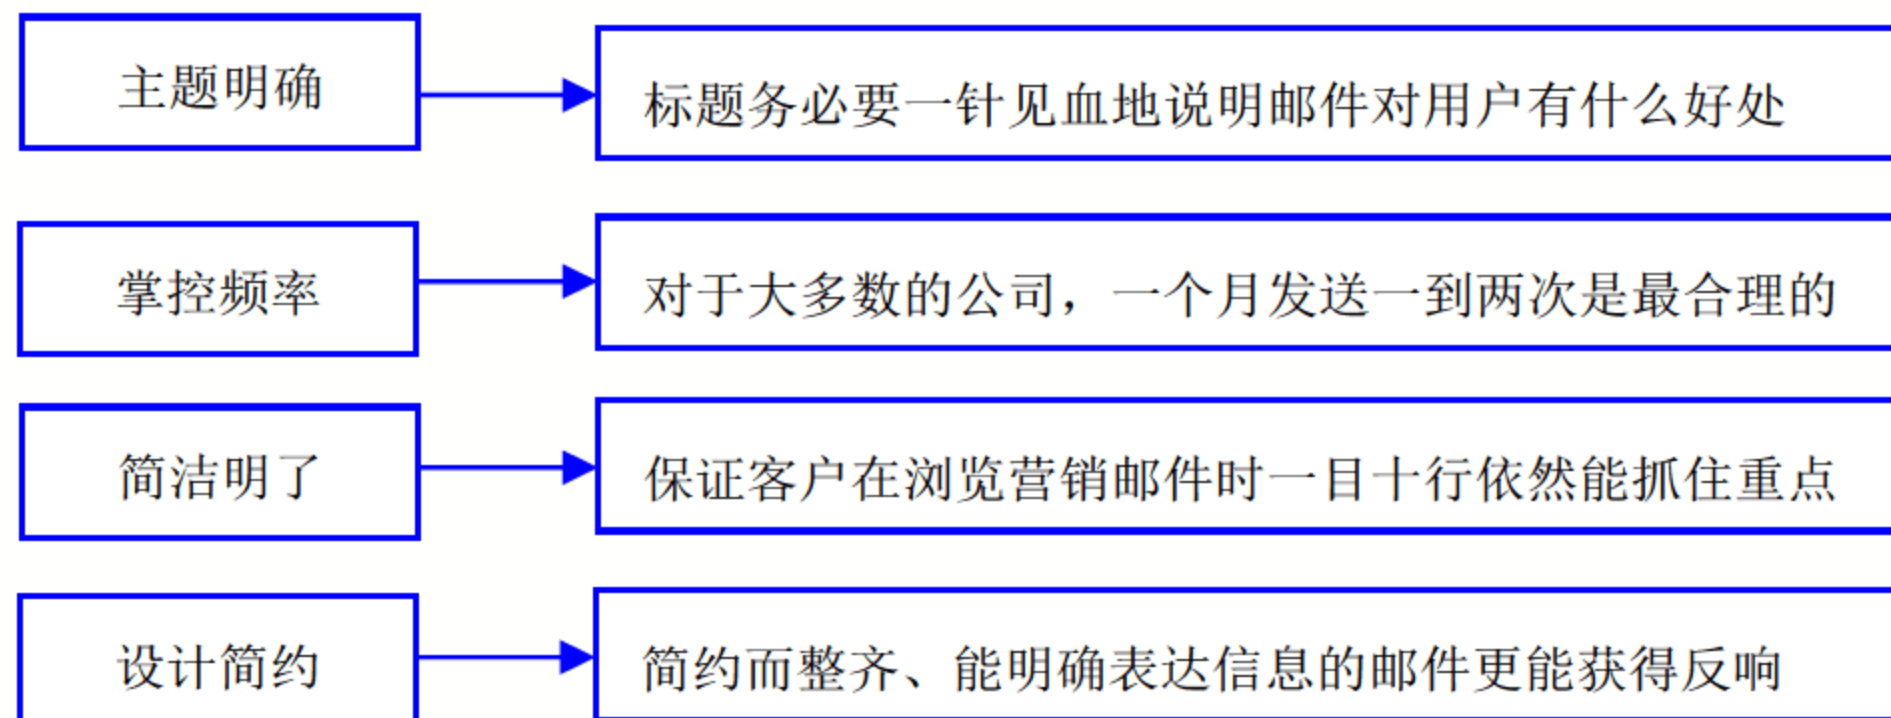 主题明确
标题务必要一针见血地说明邮件对用户有什么好处
掌控频率
对于大多数的公司，一个月发送一到两次是最合理的
简洁明了
保证客户在浏览营销邮件时一目十行依然能抓住重点
设计简约
简约而整齐、能明确表达信息的邮件更能获得反响